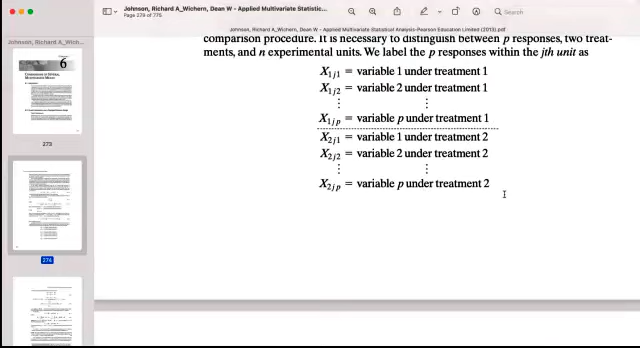 Johnson, Richard A_Wichern, Dean W - Applied Multivariate Statistic...
Page 279 of 775
Search
Johnson, Richard A_Wich...
Johnson, Richard A_Wichern, Dean W - Applied Multivariate Statistical Analysis-Pearson Education Limited (2013).pdf
6
273
274
comparison procedure. It is necessary to distinguish between p responses, two treat-
ments, and n experimental units. We label the p responses within the jth unit as
X1j1 = variable 1 under treatment 1
X1j2 = variable 2 under treatment 1
⋮ ⋮
X1jp = variable p under treatment 1
X2j1 = variable 1 under treatment 2
X2j2 = variable 2 under treatment 2
⋮ ⋮
X2jp = variable p under treatment 2